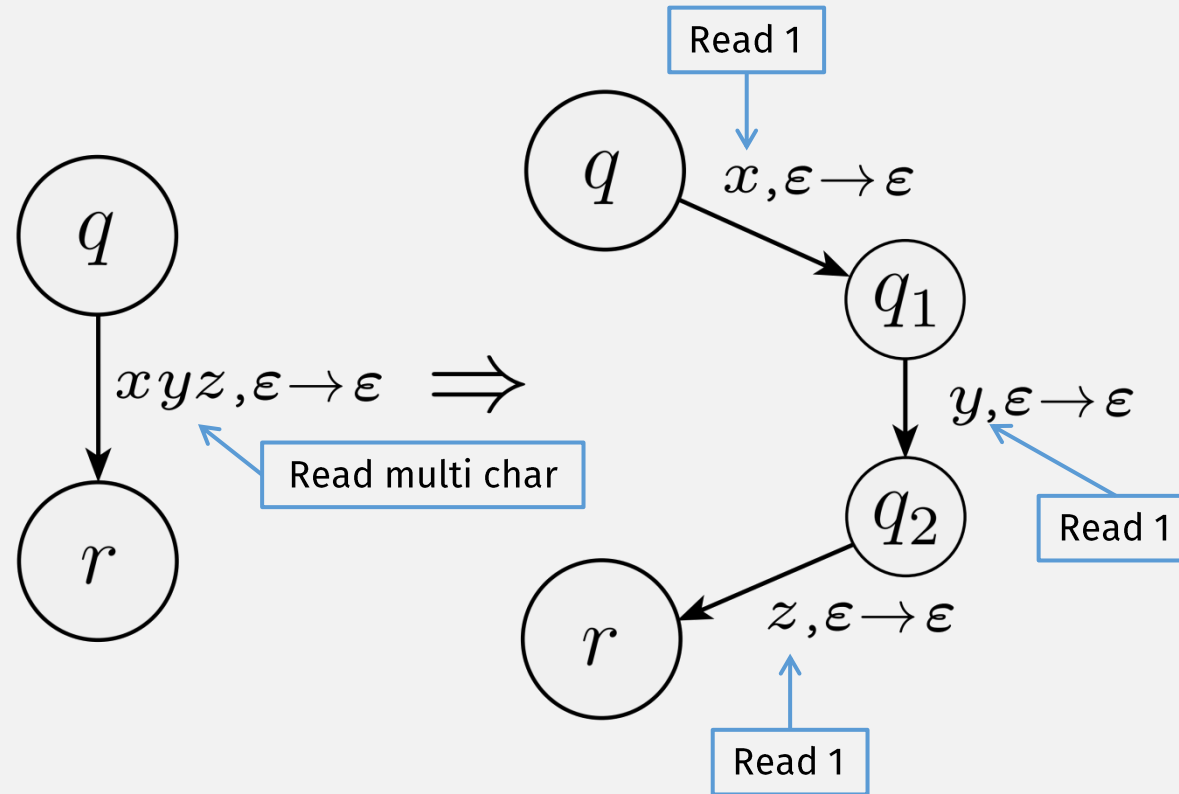 q
xyz,ε→ε
Read multi char
r
⇒
Read 1
q
x,ε→ε
q₁
y,ε→ε
Read 1
q₂
z,ε→ε
r
Read 1